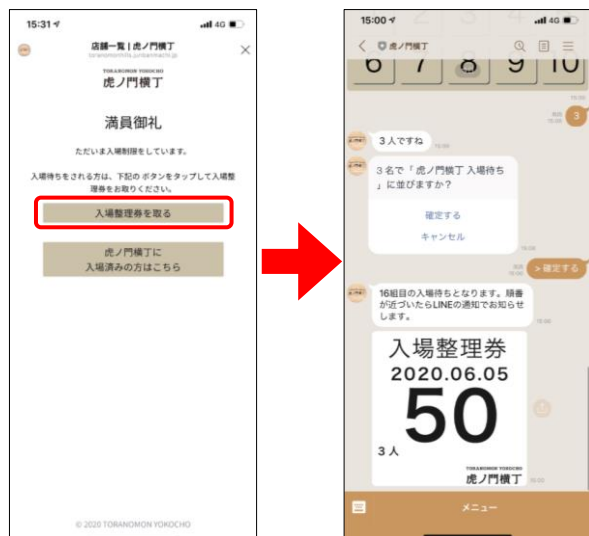 15:31
4G
店舗一覧 | 虎ノ門横丁
toranomonhills.junbanmachi.jp
TORANOMON YOKOCHO
虎ノ門横丁
満員御礼
ただいま入場制限をしています。
入場待ちをされる方は、下記の ボタンをタップして入場整
理券をお取りください。
入場整理券を取る
虎ノ門横丁に
入場済みの方はこちら
© 2020 TORANOMON YOKOCHO
15:00
4G
虎ノ門横丁
6 7 8 9 10
既読
3
3人ですね
3名で「 虎ノ門横丁 入場待ち
」に並びますか？
確定する
キャンセル
既読
>確定する
16組目の入場待ちとなります。順番
が近づいたらLINEの通知でお知らせ
します。
入場整理券
2020.06.05
50
3人
TORANOMON YOKOCHO
虎ノ門横丁
メニュー